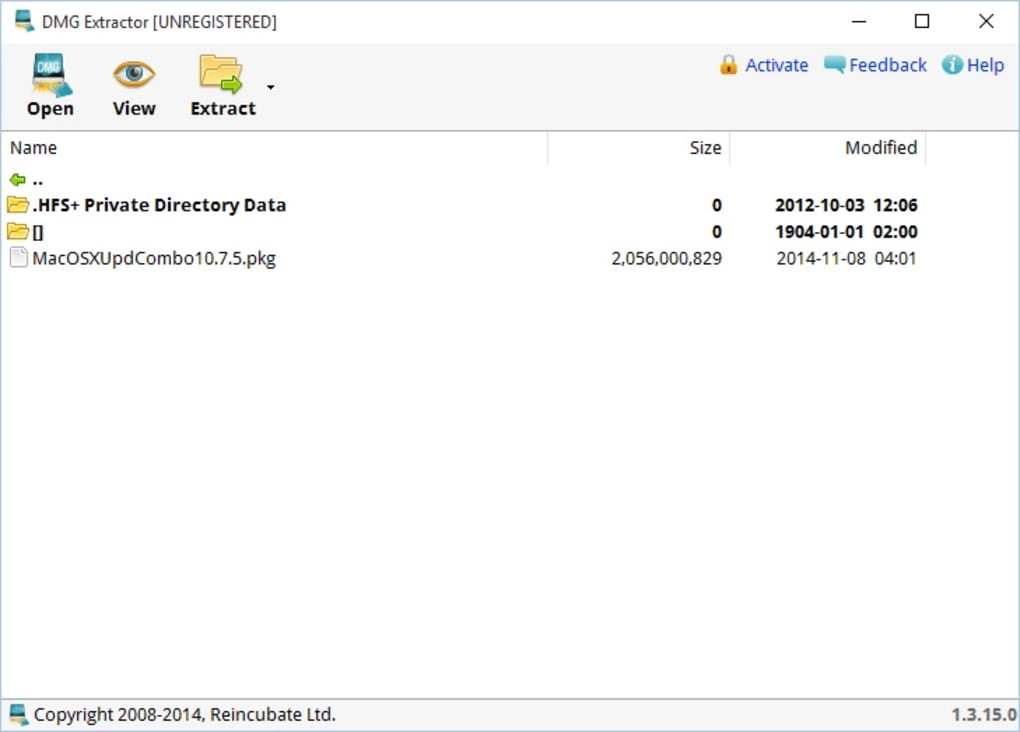 DMG Extractor [UNREGISTERED]
DMG
Open View Extract Activate Feedback Help
Name Size Modified
..
.HFS+ Private Directory Data 0 2012-10-03 12:06
[] 0 1904-01-01 02:00
MacOSXUpdCombo10.7.5.pkg 2,056,000,829 2014-11-08 04:01
Copyright 2008-2014, Reincubate Ltd. 1.3.15.0